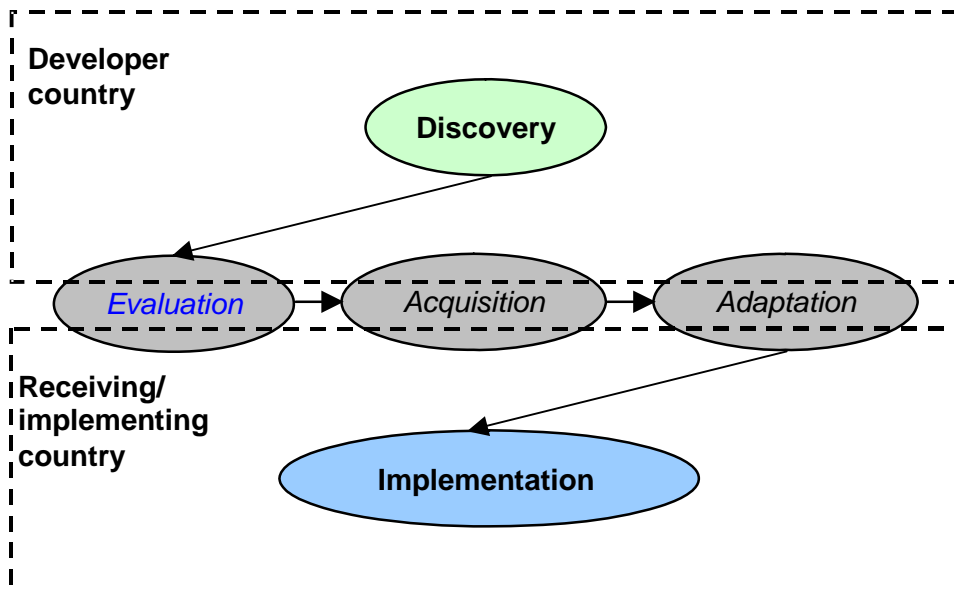 Developer
country
Discovery
Evaluation
Acquisition
Adaptation
Receiving/
implementing
country
Implementation